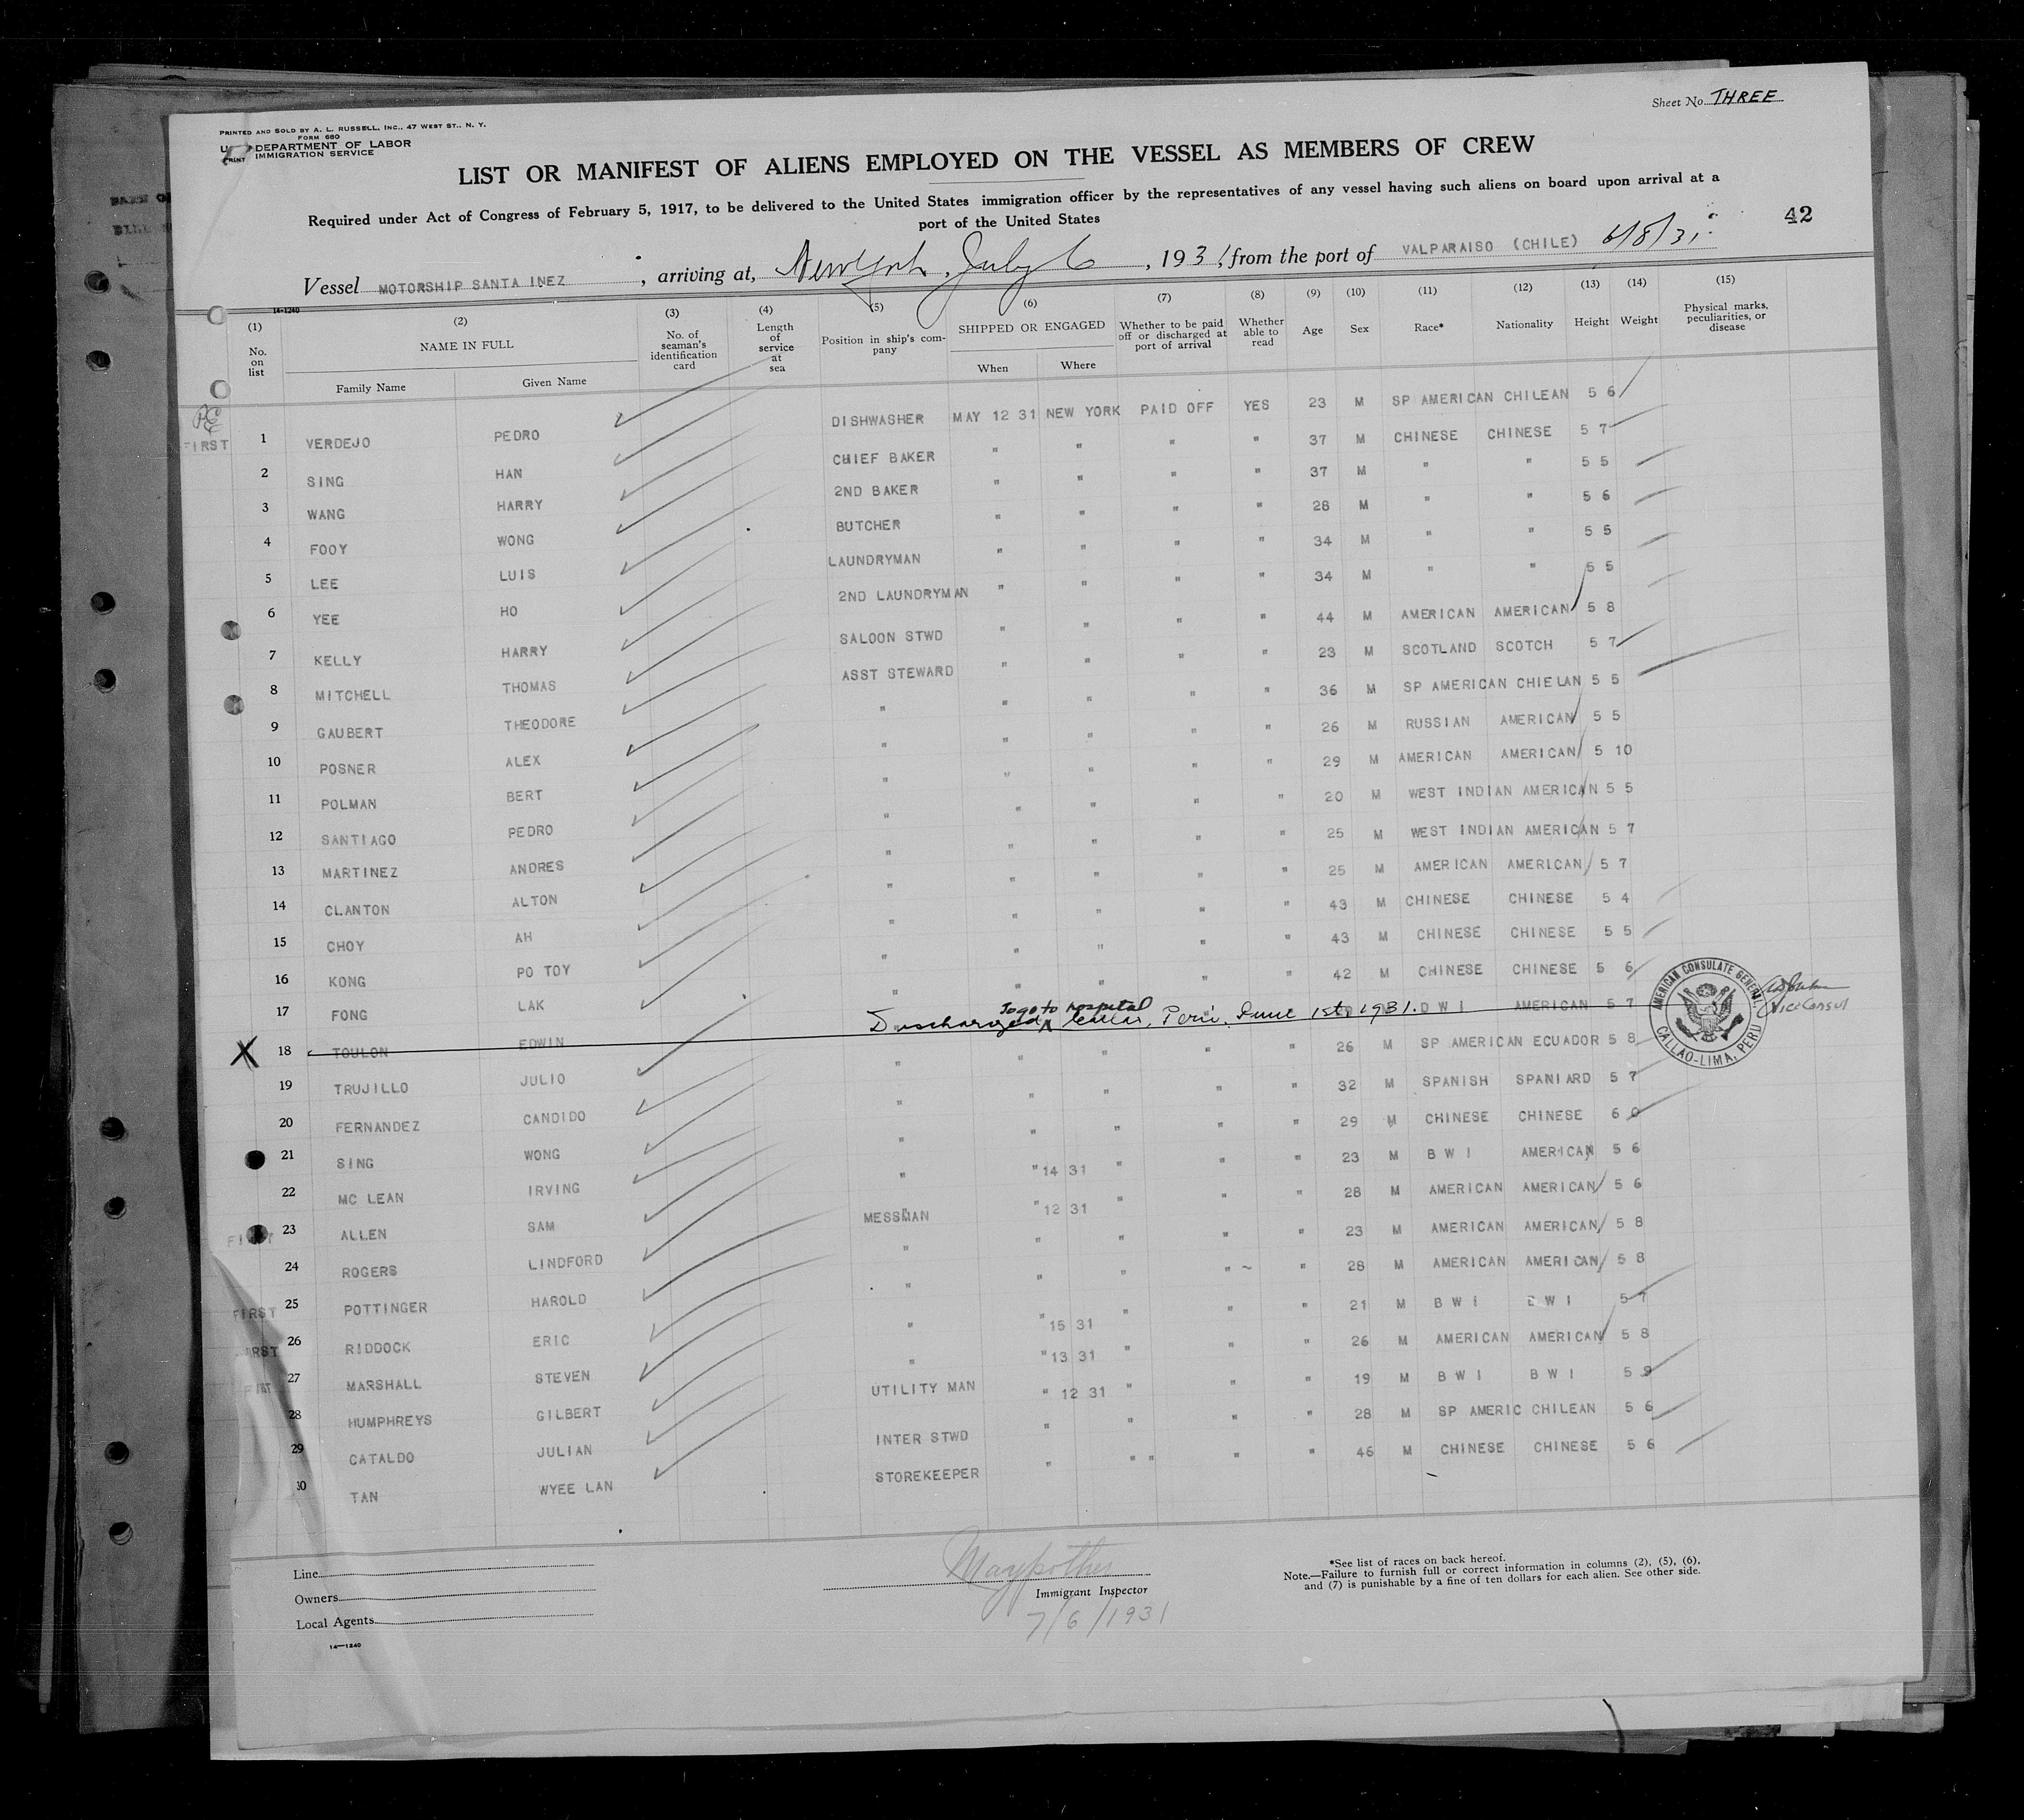 Sheet No. THREE
PRINTED AND SOLD BY A. L. RUSSELL, INC., 47 WEST ST., N. Y.
FORM 680
DEPARTMENT OF LABOR
IMMIGRATION SERVICE
LIST OR MANIFEST OF ALIENS EMPLOYED ON THE VESSEL AS MEMBERS OF CREW
Required under Act of Congress of February 5, 1917, to be delivered to the United States immigration officer by the representatives of any vessel having such aliens on board upon arrival at a
port of the United States
42
Vessel MOTORSHIP SANTA INEZ ; arriving at, New York, July 6, 1931, from the port of VALPARAISO (CHILE) 6/8/31.
14-1240
(1) (2) (3) (4) (5) (6) (7) (8) (9) (10) (11) (12) (13) (14) (15)
No. on list NAME IN FULL No. of seaman's identification card Length of service at sea Position in ship's company SHIPPED OR ENGAGED Whether to be paid off or discharged at port of arrival Whether able to read Age Sex Race* Nationality Height Weight Physical marks, peculiarities, or disease
Family Name Given Name When Where
FIRST 1 VERDEJO PEDRO DISHWASHER MAY 12 31 NEW YORK PAID OFF YES 23 M SP AMERICAN CHILEAN 5 6
2 SING HAN CHIEF BAKER " " " " 37 M CHINESE CHINESE 5 7
3 WANG HARRY 2ND BAKER " " " " 37 M " " 5 5
4 FOOY WONG BUTCHER " " " " 28 M " " 5 6
5 LEE LUIS LAUNDRYMAN " " " " 34 M " " 5 5
6 YEE HO 2ND LAUNDRYMAN " " " " 34 M " " 5 5
7 KELLY HARRY SALOON STWD " " " " 44 M AMERICAN AMERICAN 5 8
8 MITCHELL THOMAS ASST STEWARD " " " " 23 M SCOTLAND SCOTCH 5 7
9 GAUBERT THEODORE " " " " " 36 M SP AMERICAN CHIELAN 5 5
10 POSNER ALEX " " " " " 26 M RUSSIAN AMERICAN 5 5
11 POLMAN BERT " " " " " 29 M AMERICAN AMERICAN 5 10
12 SANTIAGO PEDRO " " " " " 20 M WEST INDIAN AMERICAN 5 5
13 MARTINEZ ANDRES " " " " " 25 M WEST INDIAN AMERICAN 5 7
14 CLANTON ALTON " " " " " 25 M AMERICAN AMERICAN 5 7
15 CHOY AH " " " " " 43 M CHINESE CHINESE 5 4
16 KONG PO TOY " " " " " 43 M CHINESE CHINESE 5 5
17 FONG LAK " " " " " 42 M CHINESE CHINESE 5 6
X 18 TOULON EDWIN Discharged to go to hospital Callao, Peru, June 1st, 1931. D W I AMERICAN 5 7
AMERICAN CONSULATE GENERAL, CALLAO-LIMA, PERU
Vice Consul
19 TRUJILLO JULIO " " " " " 26 M SP AMERICAN ECUADOR 5 8
20 FERNANDEZ CANDIDO " " " " " 32 M SPANISH SPANIARD 5 7
21 SING WONG " " " " " 29 M CHINESE CHINESE 6 0
22 MC LEAN IRVING " " 14 31 " " " 23 M B W I AMERICAN 5 6
FIRST 23 ALLEN SAM MESSMAN " 12 31 " " " 28 M AMERICAN AMERICAN 5 6
24 ROGERS LINDFORD " " " " " 23 M AMERICAN AMERICAN 5 8
FIRST 25 POTTINGER HAROLD " " " " " 28 M AMERICAN AMERICAN 5 8
FIRST 26 RIDDOCK ERIC " " 15 31 " " " 21 M B W I B W I 5 7
27 MARSHALL STEVEN " " 13 31 " " " 26 M AMERICAN AMERICAN 5 8
28 HUMPHREYS GILBERT UTILITY MAN " 12 31 " " " 19 M B W I B W I 5 9
29 CATALDO JULIAN INTER STWD " " " " 28 M SP AMERIC CHILEAN 5 6
30 TAN WYEE LAN STOREKEEPER " " " " " 46 M CHINESE CHINESE 5 6
Line
Owners
Local Agents
14—1240
Immigrant Inspector
7/6/1931
*See list of races on back hereof.
Note.—Failure to furnish full or correct information in columns (2), (5), (6),
and (7) is punishable by a fine of ten dollars for each alien. See other side.